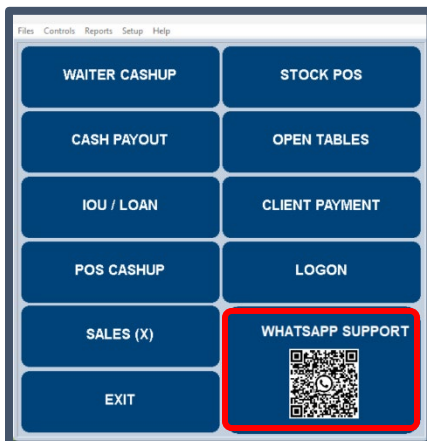 Files Controls Reports Setup Help
WAITER CASHUP
STOCK POS
CASH PAYOUT
OPEN TABLES
IOU / LOAN
CLIENT PAYMENT
POS CASHUP
LOGON
SALES (X)
WHATSAPP SUPPORT
EXIT